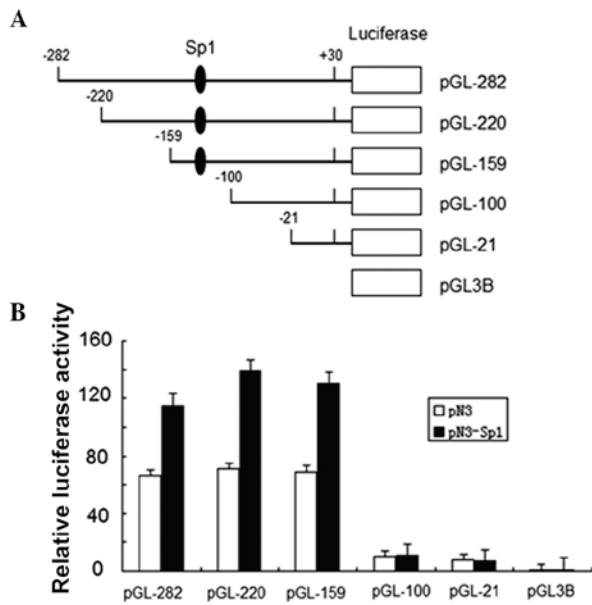 A
Luciferase
Sp1
-282
+30
pGL-282
-220
pGL-220
-159
pGL-159
-100
pGL-100
-21
pGL-21
pGL3B
B
Relative luciferase activity
160
120
80
40
0
pN3
pN3-Sp1
pGL-282 pGL-220 pGL-159 pGL-100 pGL-21 pGL3B